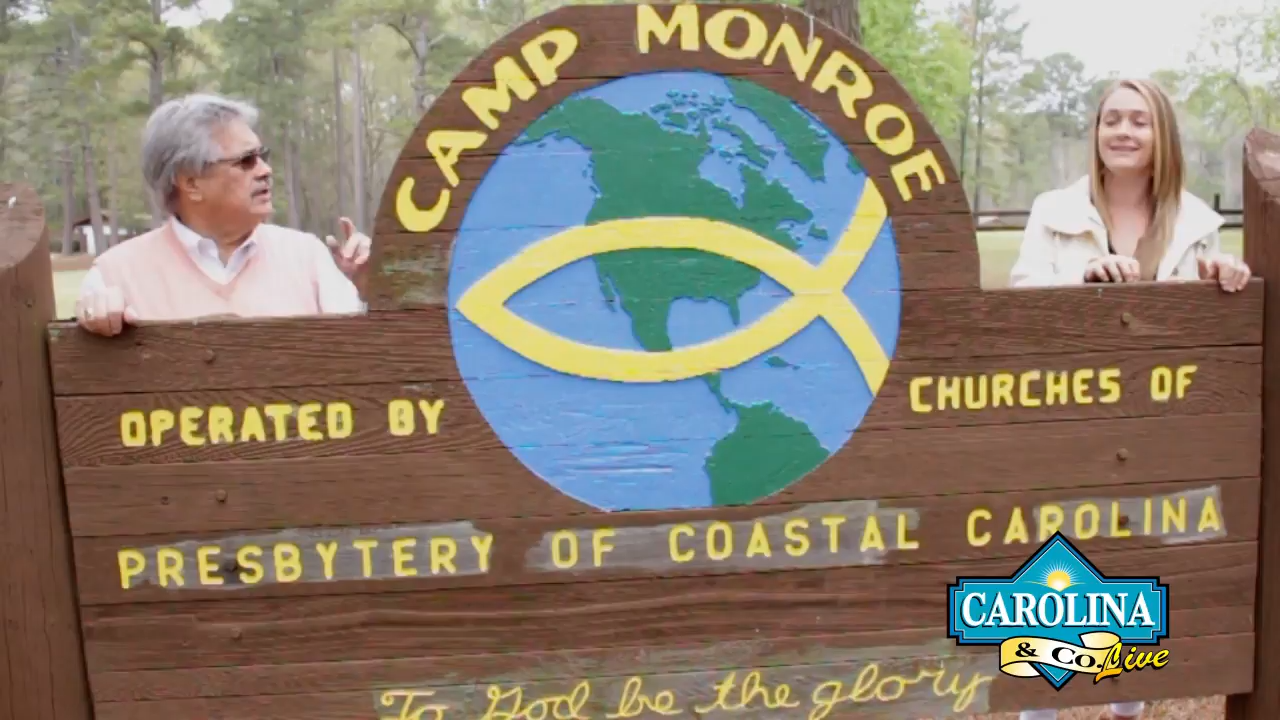 CAMP MONROE
OPERATED BY CHURCHES OF
PRESBYTERY OF COASTAL CAROLINA
To God be the glory
CAROLINA
& Co. Live